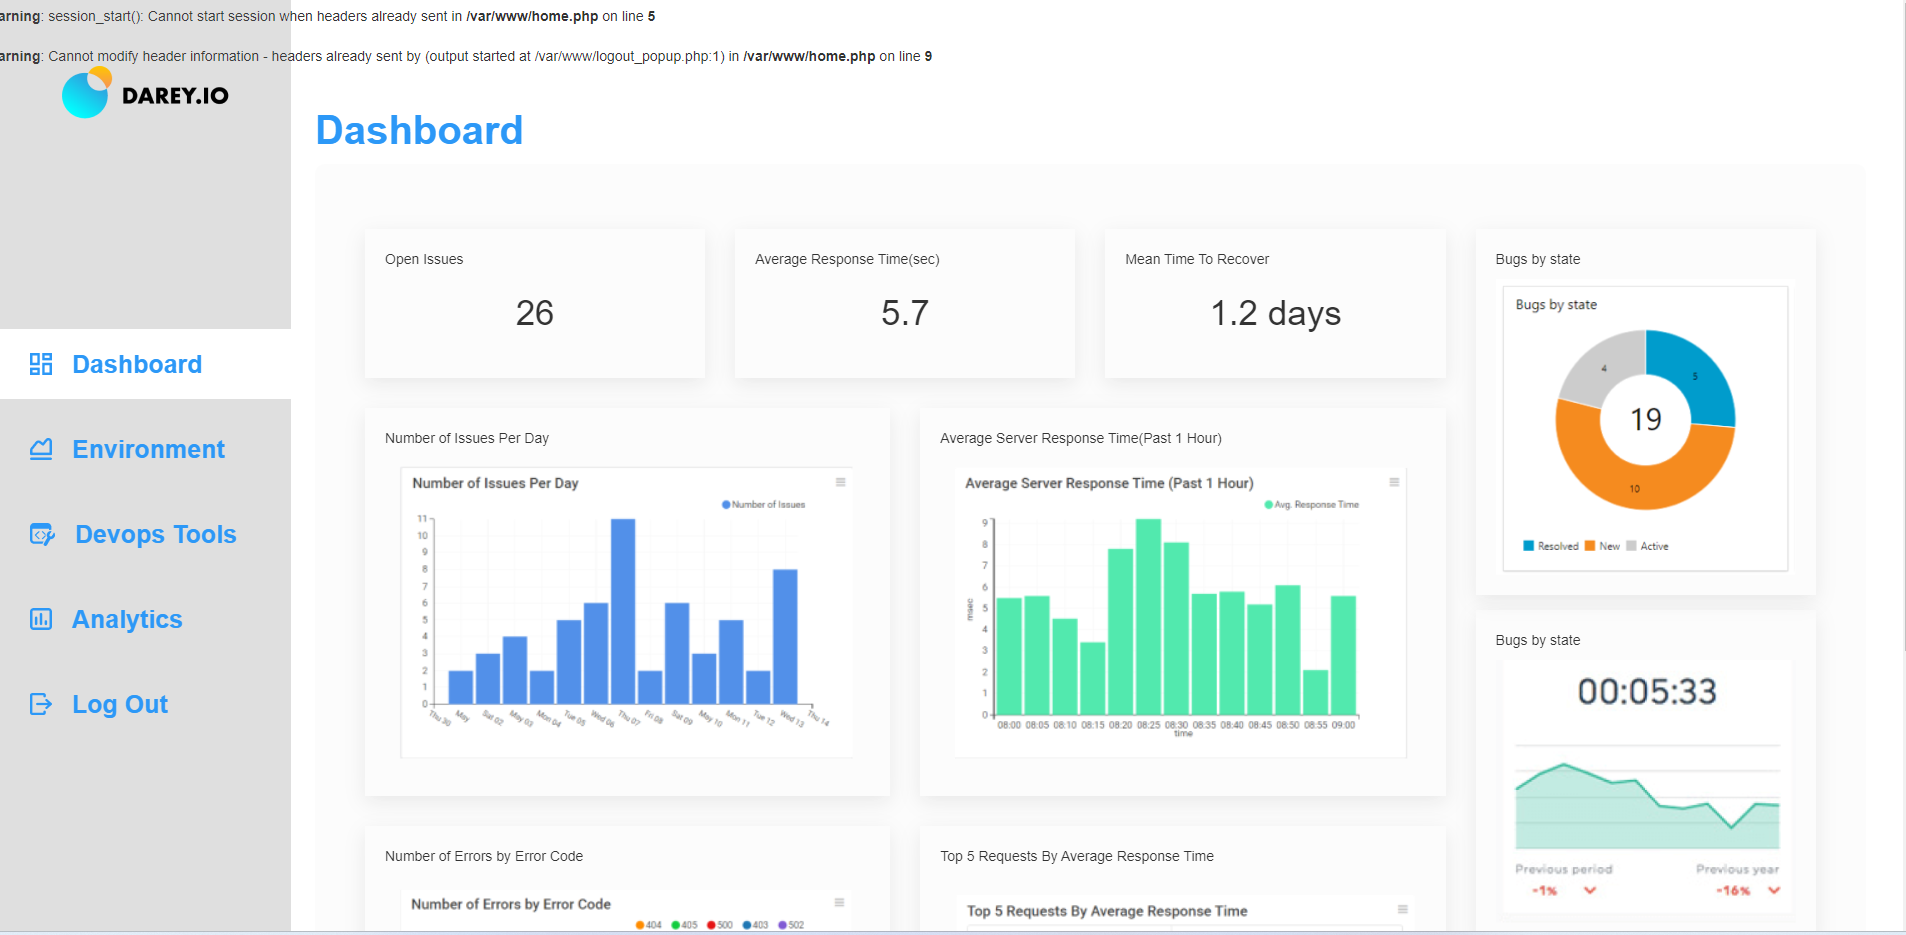 arning: session_start(): Cannot start session when headers already sent in /var/www/home.php on line 5
arning: Cannot modify header information - headers already sent by (output started at /var/www/logout_popup.php:1) in /var/www/home.php on line 9
DAREY.IO
Dashboard
Environment
Devops Tools
Analytics
Log Out
Dashboard
Open Issues
26
Average Response Time(sec)
5.7
Mean Time To Recover
1.2 days
Bugs by state
Bugs by state
4
5
19
10
Resolved New Active
Number of Issues Per Day
Number of Issues Per Day
Number of Issues
11
10
9
8
7
6
5
4
3
2
1
0
Thu 30 May Sat 02 May 03 Mon 04 Tue 05 Wed 06 Thu 07 Fri 08 Sat 09 May 10 Mon 11 Tue 12 Wed 13 Thu 14
Average Server Response Time(Past 1 Hour)
Average Server Response Time (Past 1 Hour)
Avg. Response Time
9
8
7
6
5
4
3
2
1
0
msec
08:00 08:05 08:10 08:15 08:20 08:25 08:30 08:35 08:40 08:45 08:50 08:55 09:00
time
Bugs by state
00:05:33
Previous period Previous year
-1% -16%
Number of Errors by Error Code
Number of Errors by Error Code
404 405 500 403 502
Top 5 Requests By Average Response Time
Top 5 Requests By Average Response Time